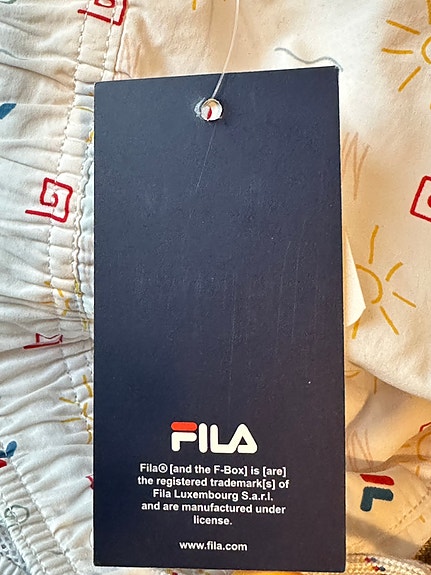 FILA
Fila® [and the F-Box] is [are]
the registered trademark[s] of
Fila Luxembourg S.a.r.l.
and are manufactured under
license.
www.fila.com